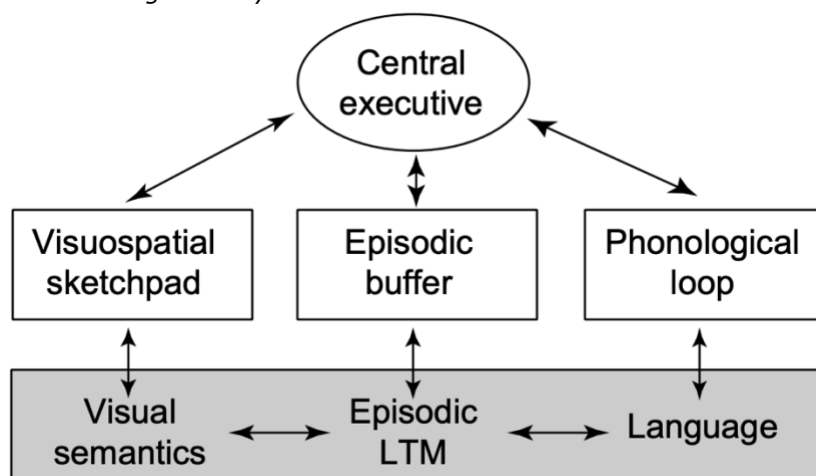 Central
executive
Visuospatial
sketchpad
Episodic
buffer
Phonological
loop
Visual
semantics
Episodic
LTM
Language